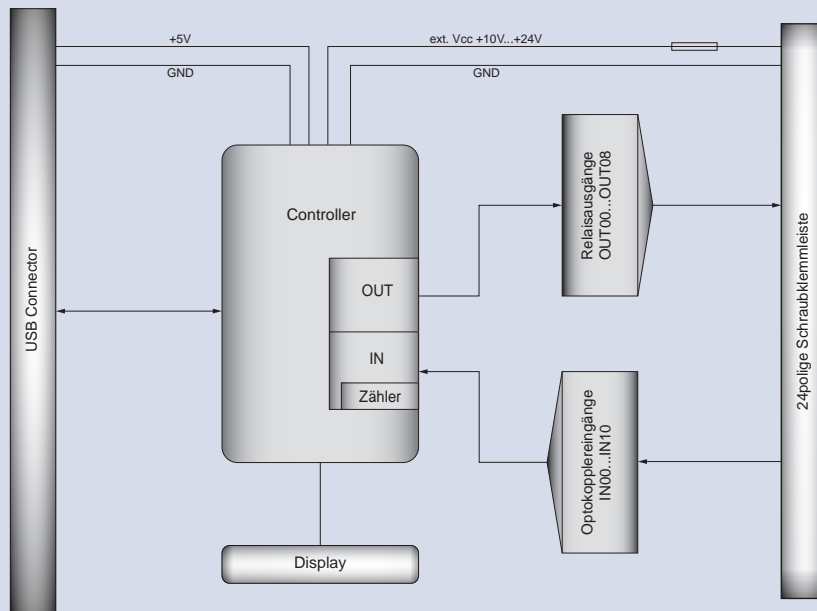 +5V
ext. Vcc +10V...+24V
GND
GND
Controller
Relaisausgänge
OUT00...OUT08
USB Connector
OUT
24polige Schraubklemmleiste
IN
Zähler
Optokopplereingänge
IN00...IN10
Display